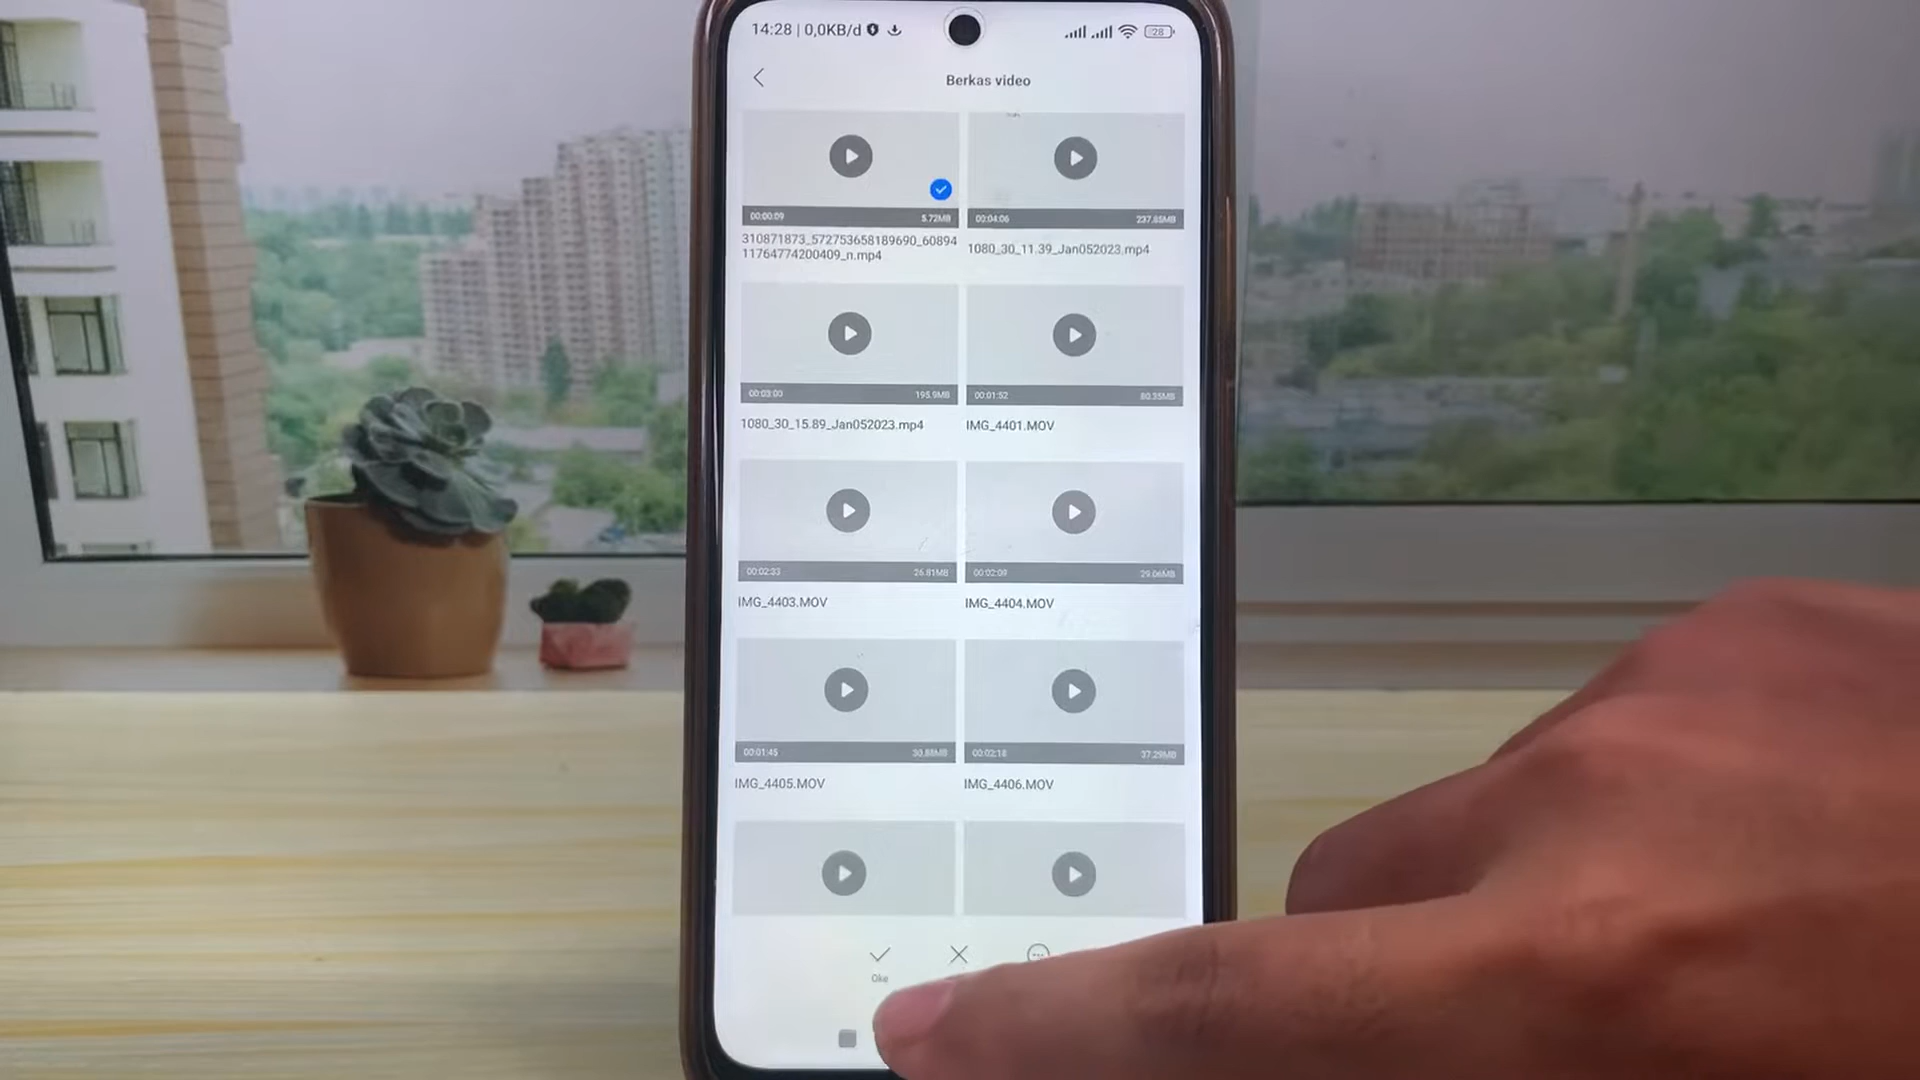 14:28 | 0,0KB/d
28
Berkas video
00:00:09 5.72MB
00:04:06 237.85MB
310871873_572753658189690_60894
11764774200409_n.mp4
1080_30_11.39_Jan052023.mp4
00:03:00 195.9MB
00:01:52 80.35MB
1080_30_15.89_Jan052023.mp4
IMG_4401.MOV
00:02:33 26.81MB
00:02:09 29.06MB
IMG_4403.MOV
IMG_4404.MOV
00:01:45 30.88MB
00:02:18 37.29MB
IMG_4405.MOV
IMG_4406.MOV
Oke